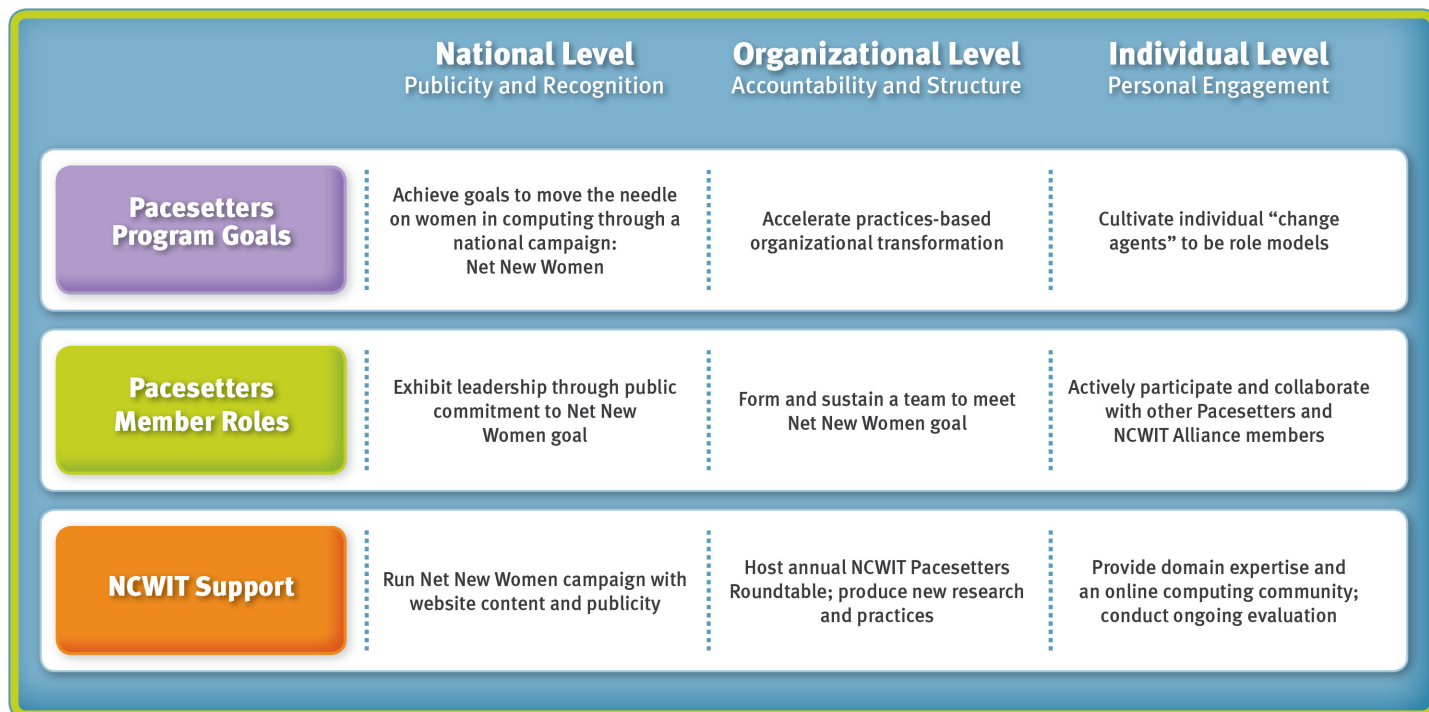 National Level
Publicity and Recognition
Organizational Level
Accountability and Structure
Individual Level
Personal Engagement
Pacesetters
Program Goals
Achieve goals to move the needle
on women in computing through a
national campaign:
Net New Women
Accelerate practices-based
organizational transformation
Cultivate individual “change
agents” to be role models
Pacesetters
Member Roles
Exhibit leadership through public
commitment to Net New
Women goal
Form and sustain a team to meet
Net New Women goal
Actively participate and collaborate
with other Pacesetters and
NCWIT Alliance members
NCWIT Support
Run Net New Women campaign with
website content and publicity
Host annual NCWIT Pacesetters
Roundtable; produce new research
and practices
Provide domain expertise and
an online computing community;
conduct ongoing evaluation